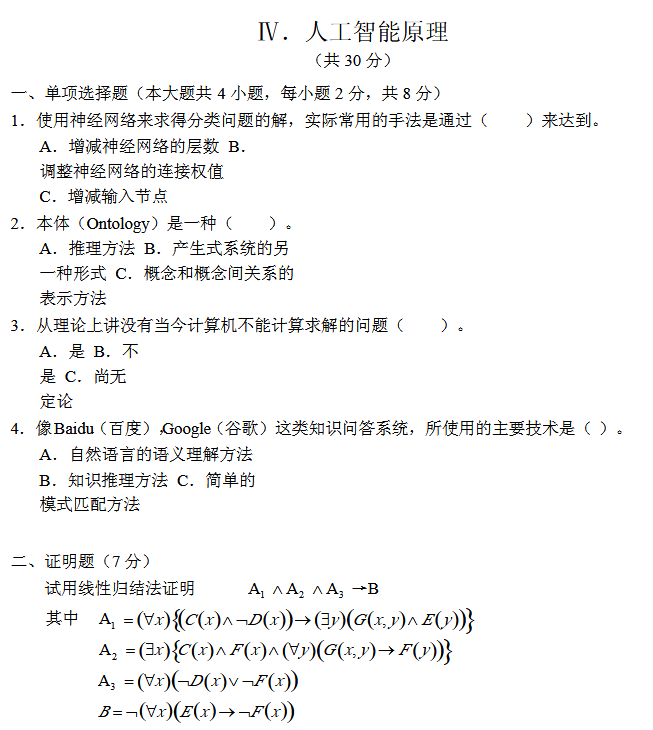 Ⅳ．人工智能原理
（共 30 分）
一、单项选择题（本大题共 4 小题，每小题 2 分，共 8 分）
1．使用神经网络来求得分类问题的解，实际常用的手法是通过（　　）来达到。
A．增减神经网络的层数 B．
调整神经网络的连接权值
C．增减输入节点
2．本体（Ontology）是一种（　　）。
A．推理方法 B．产生式系统的另
一种形式 C．概念和概念间关系的
表示方法
3．从理论上讲没有当今计算机不能计算求解的问题（　　）。
A．是 B．不
是 C．尚无
定论
4．像Baidu（百度）,Google（谷歌）这类知识问答系统，所使用的主要技术是（ ）。
A．自然语言的语义理解方法
B．知识推理方法 C．简单的
模式匹配方法
二、证明题（7 分）
试用线性归结法证明 A₁ ∧ A₂ ∧ A₃ →B
其中 A₁ = (∀x){(C(x)∧¬D(x))→(∃y)(G(x,y)∧E(y))}
A₂ = (∃x){C(x)∧F(x)∧(∀y)(G(x,y)→F(y))}
A₃ = (∀x)(¬D(x)∨¬F(x))
B=¬(∀x)(E(x)→¬F(x))